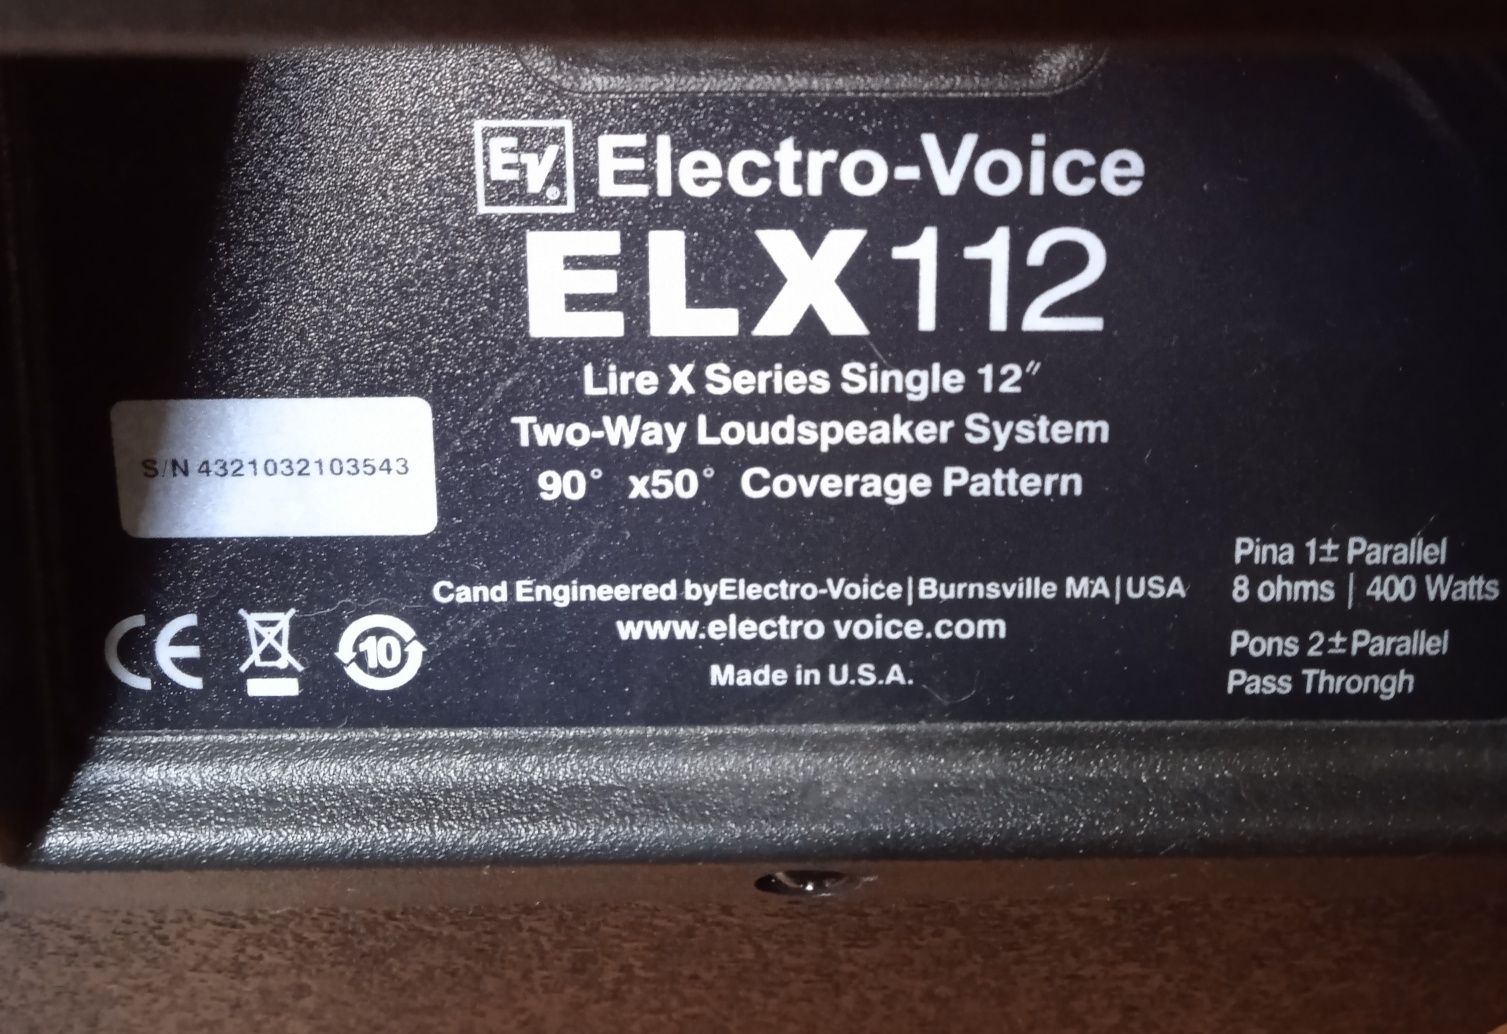 EV® Electro-Voice
ELX112
Lire X Series Single 12"
Two-Way Loudspeaker System
90° x50° Coverage Pattern
S/N 4321032103543
Cand Engineered byElectro-Voice|Burnsville MA|USA
www.electro voice.com
Made in U.S.A.
CE
10
Pina 1± Parallel
8 ohms | 400 Watts
Pons 2±Parallel
Pass Throngh